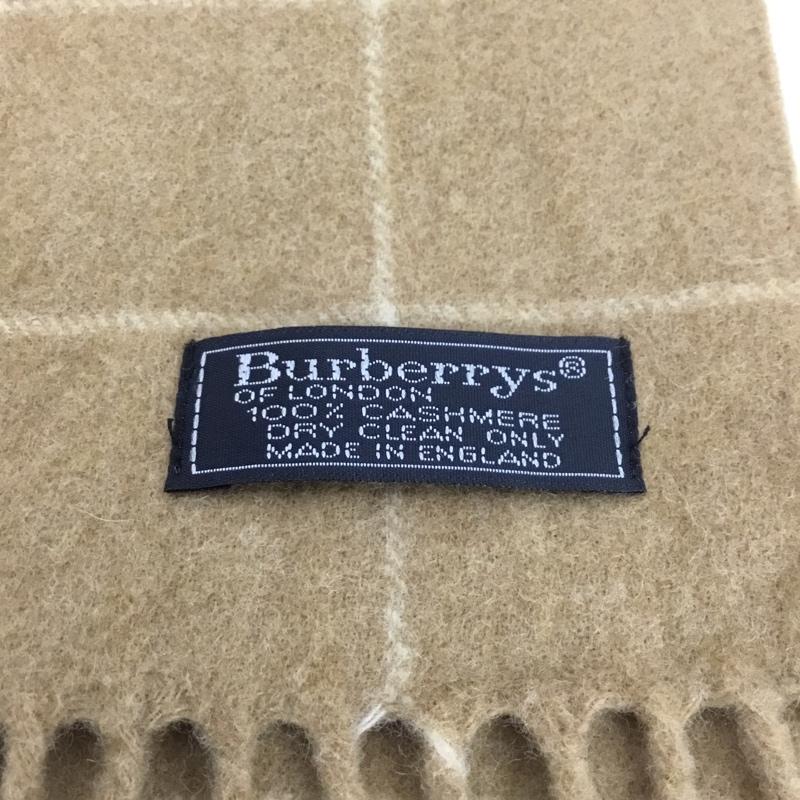 Burberrys®
OF LONDON
100% CASHMERE
DRY CLEAN ONLY
MADE IN ENGLAND